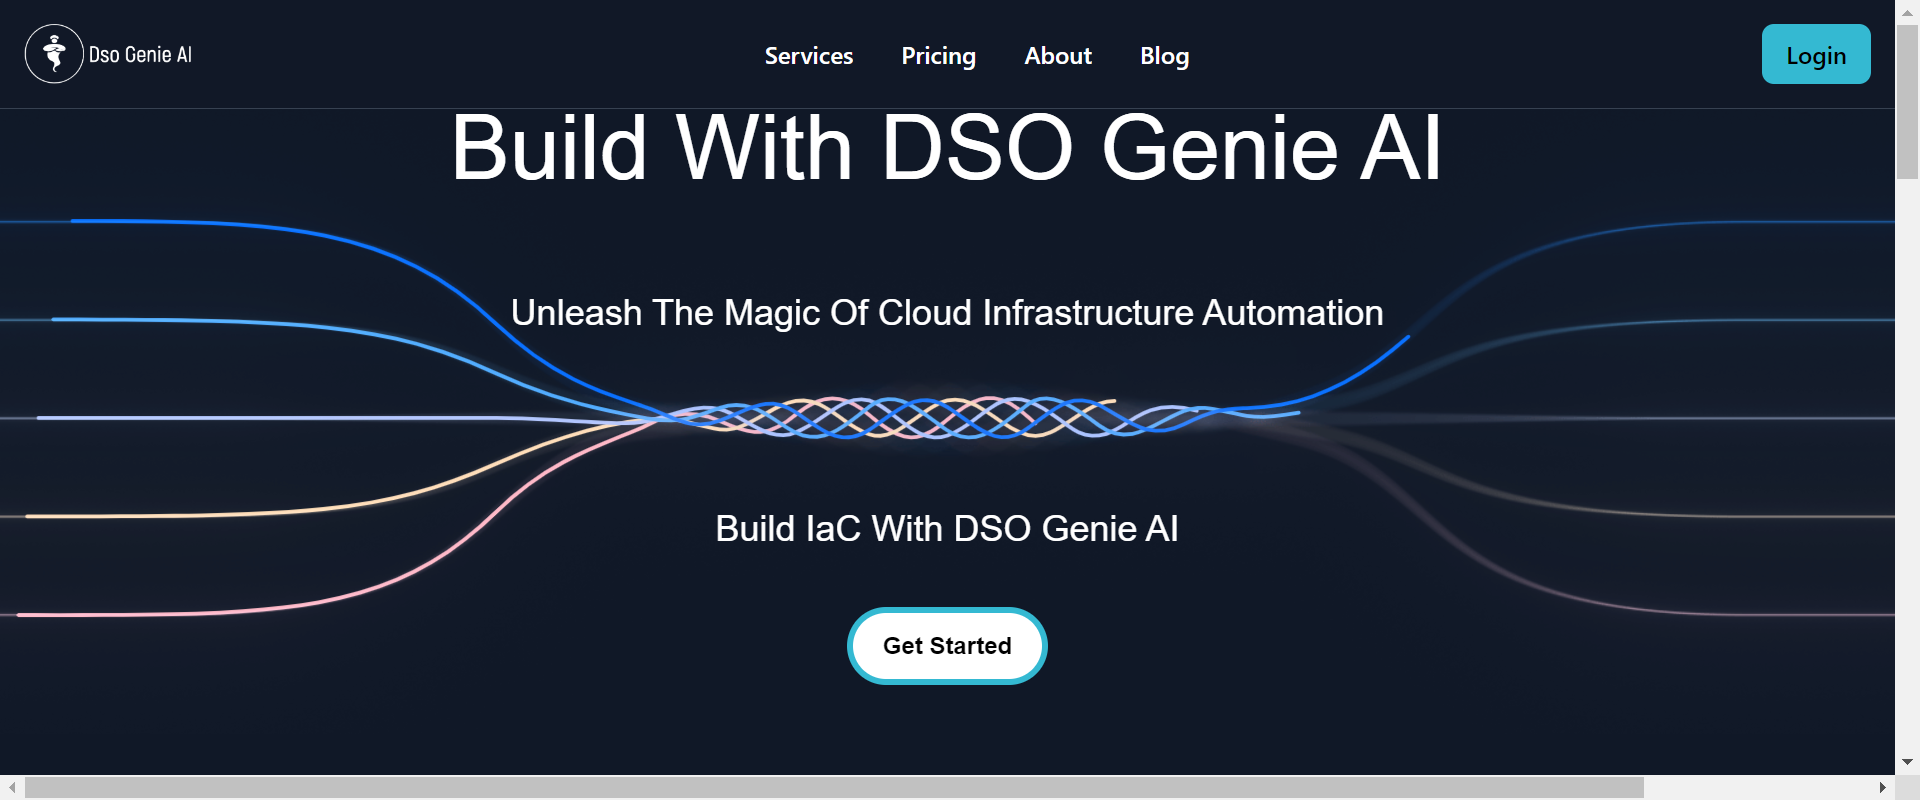 Dso Genie AI
Services
Pricing
About
Blog
Login
Build With DSO Genie AI
Unleash The Magic Of Cloud Infrastructure Automation
Build IaC With DSO Genie AI
Get Started